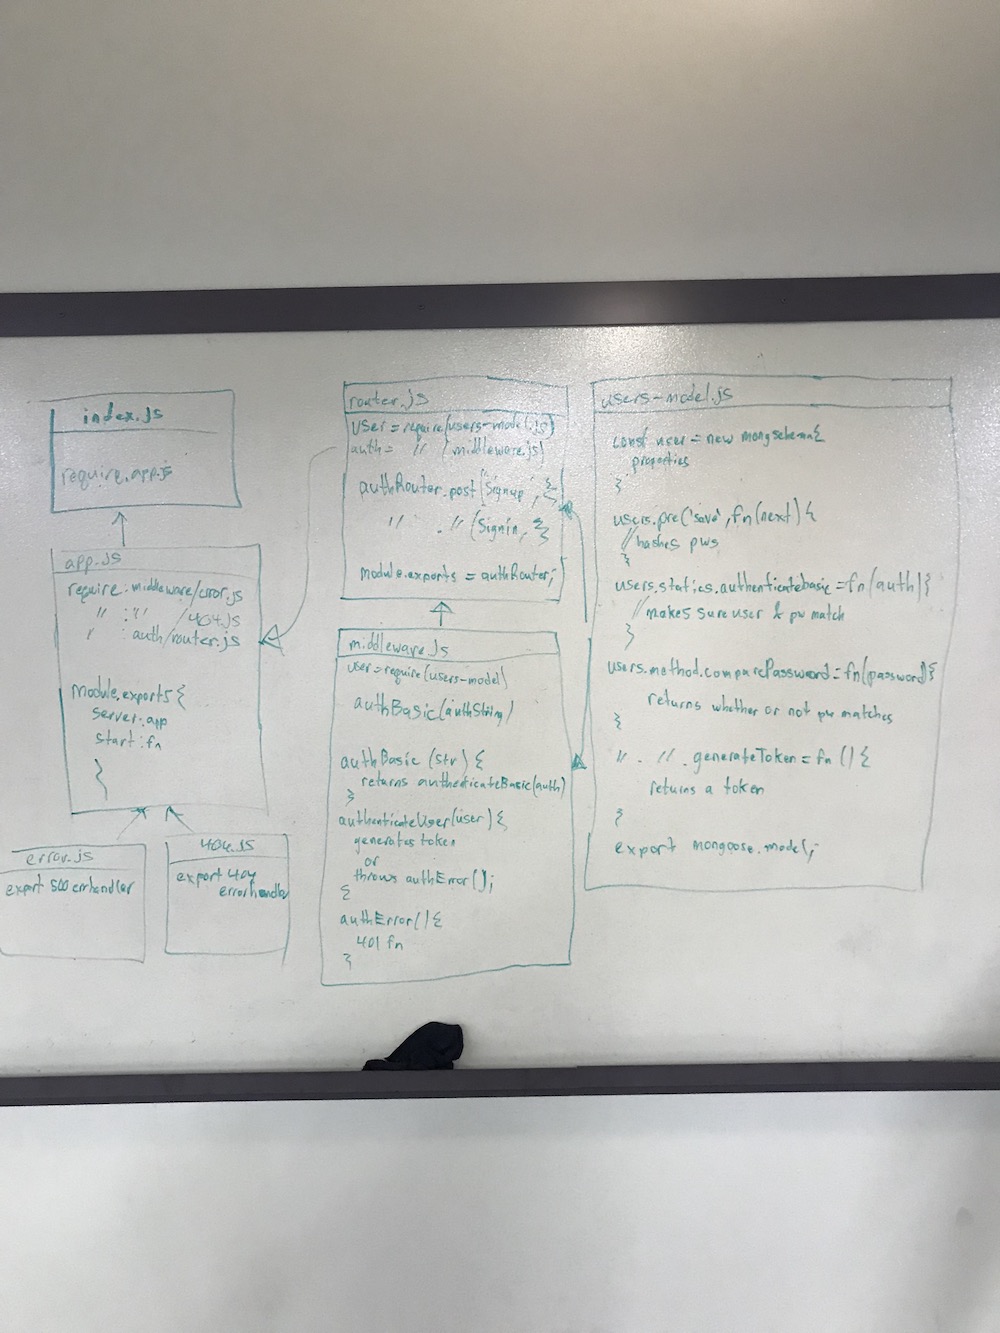 index.js
require.app.js
app.js
require: middleware/error.js
" : "/ /404.js
" : auth/router.js
module.exports {
server: app
start: fn
}
error.js
export 500 errhandler
404.js
export 404
errorhandler
router.js
User = require/users-model.js)
auth = " (middleware.js)
authRouter.post(Signup, {}
" . " (Signin, {}
module.exports = authRouter;
middleware.js
user = require(users-model)
authBasic(authString)
authBasic (str) {
returns authenticateBasic(auth)
}
authenticateUser(user) {
generates token
or
throws authError();
}
authError() {
401 fn
}
users-model.js
const user = new mongschema{
properties
}
users.pre('save', fn(next) {
//hashes pws
}
users.statics.authenticatebasic = fn(auth){
//makes sure user & pw match
}
users.method.comparePassword = fn(password){
returns whether or not pw matches
}
" . " . generateToken = fn () {
returns a token
}
export mongoose.model;